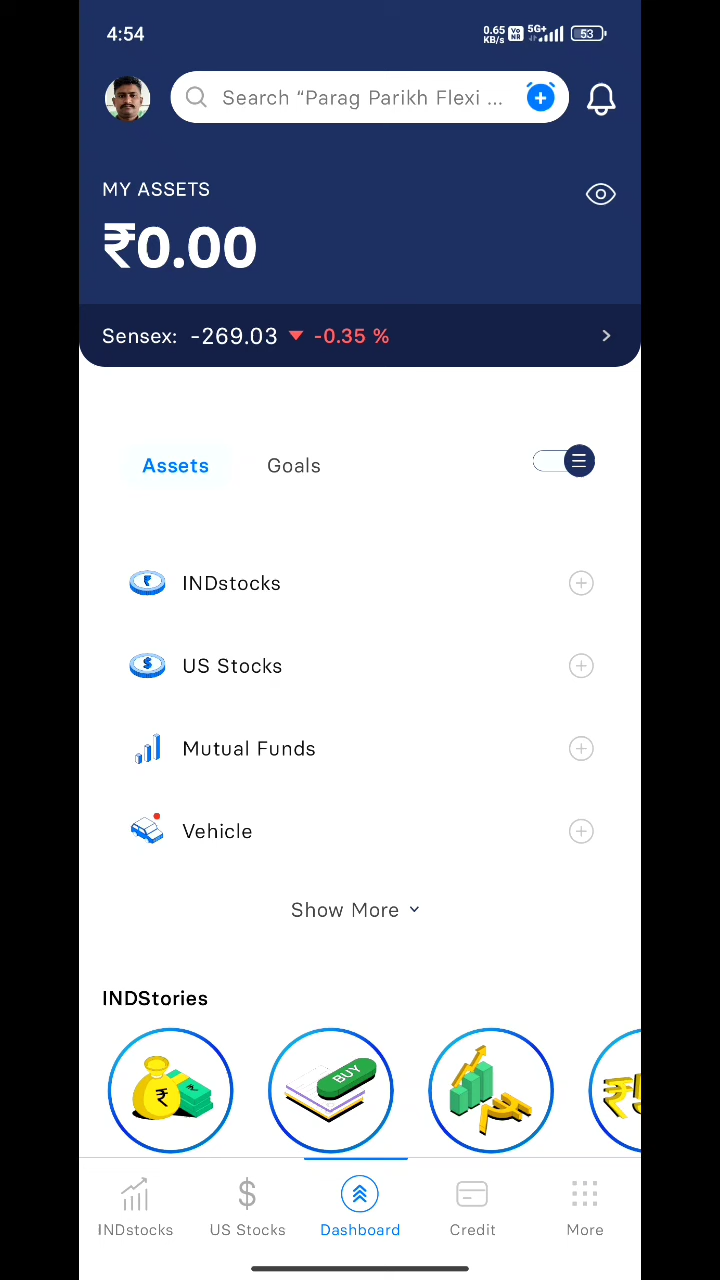 4:54
0.65 KB/s Vo NR 5G+ 53
Search “Parag Parikh Flexi ...
MY ASSETS
₹0.00
Sensex: -269.03 -0.35 %
Assets Goals
INDstocks
US Stocks
Mutual Funds
Vehicle
Show More
INDStories
₹ ₹
BUY
₹
INDstocks US Stocks Dashboard Credit More